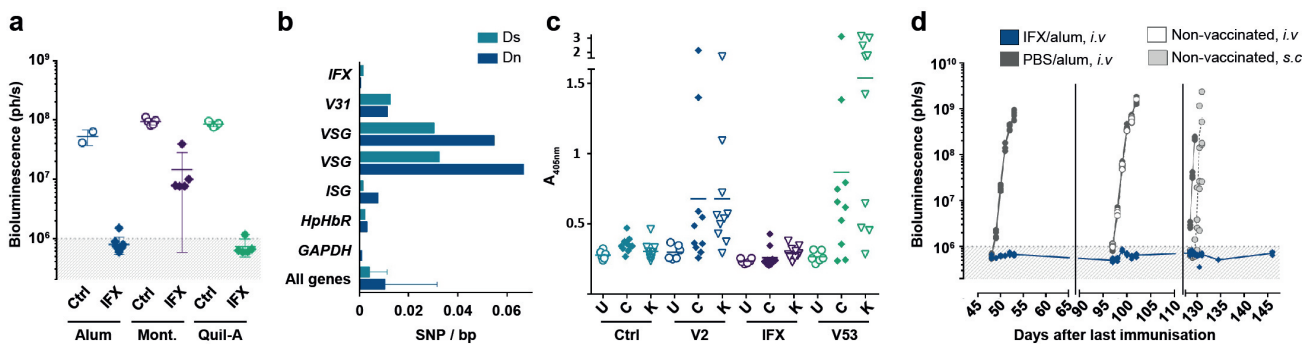 a
Bioluminescence (ph/s)
10⁹
10⁸
10⁷
10⁶
Ctrl
IFX
Ctrl
IFX
Ctrl
IFX
Alum
Mont.
Quil-A
b
Ds
Dn
IFX
V31
VSG
VSG
ISG
HpHbR
GAPDH
All genes
0
0.02
0.04
0.06
SNP / bp
c
A405nm
3
2
1.5
1
0.5
U C K U C K U C K U C K
Ctrl V2 IFX V53
d
IFX/alum, i.v
PBS/alum, i.v
Non-vaccinated, i.v
Non-vaccinated, s.c
Bioluminescence (ph/s)
10¹⁰
10⁹
10⁸
10⁷
10⁶
45 50 55 60 65 90 95 100 105 110 130 135 140 145
Days after last immunisation